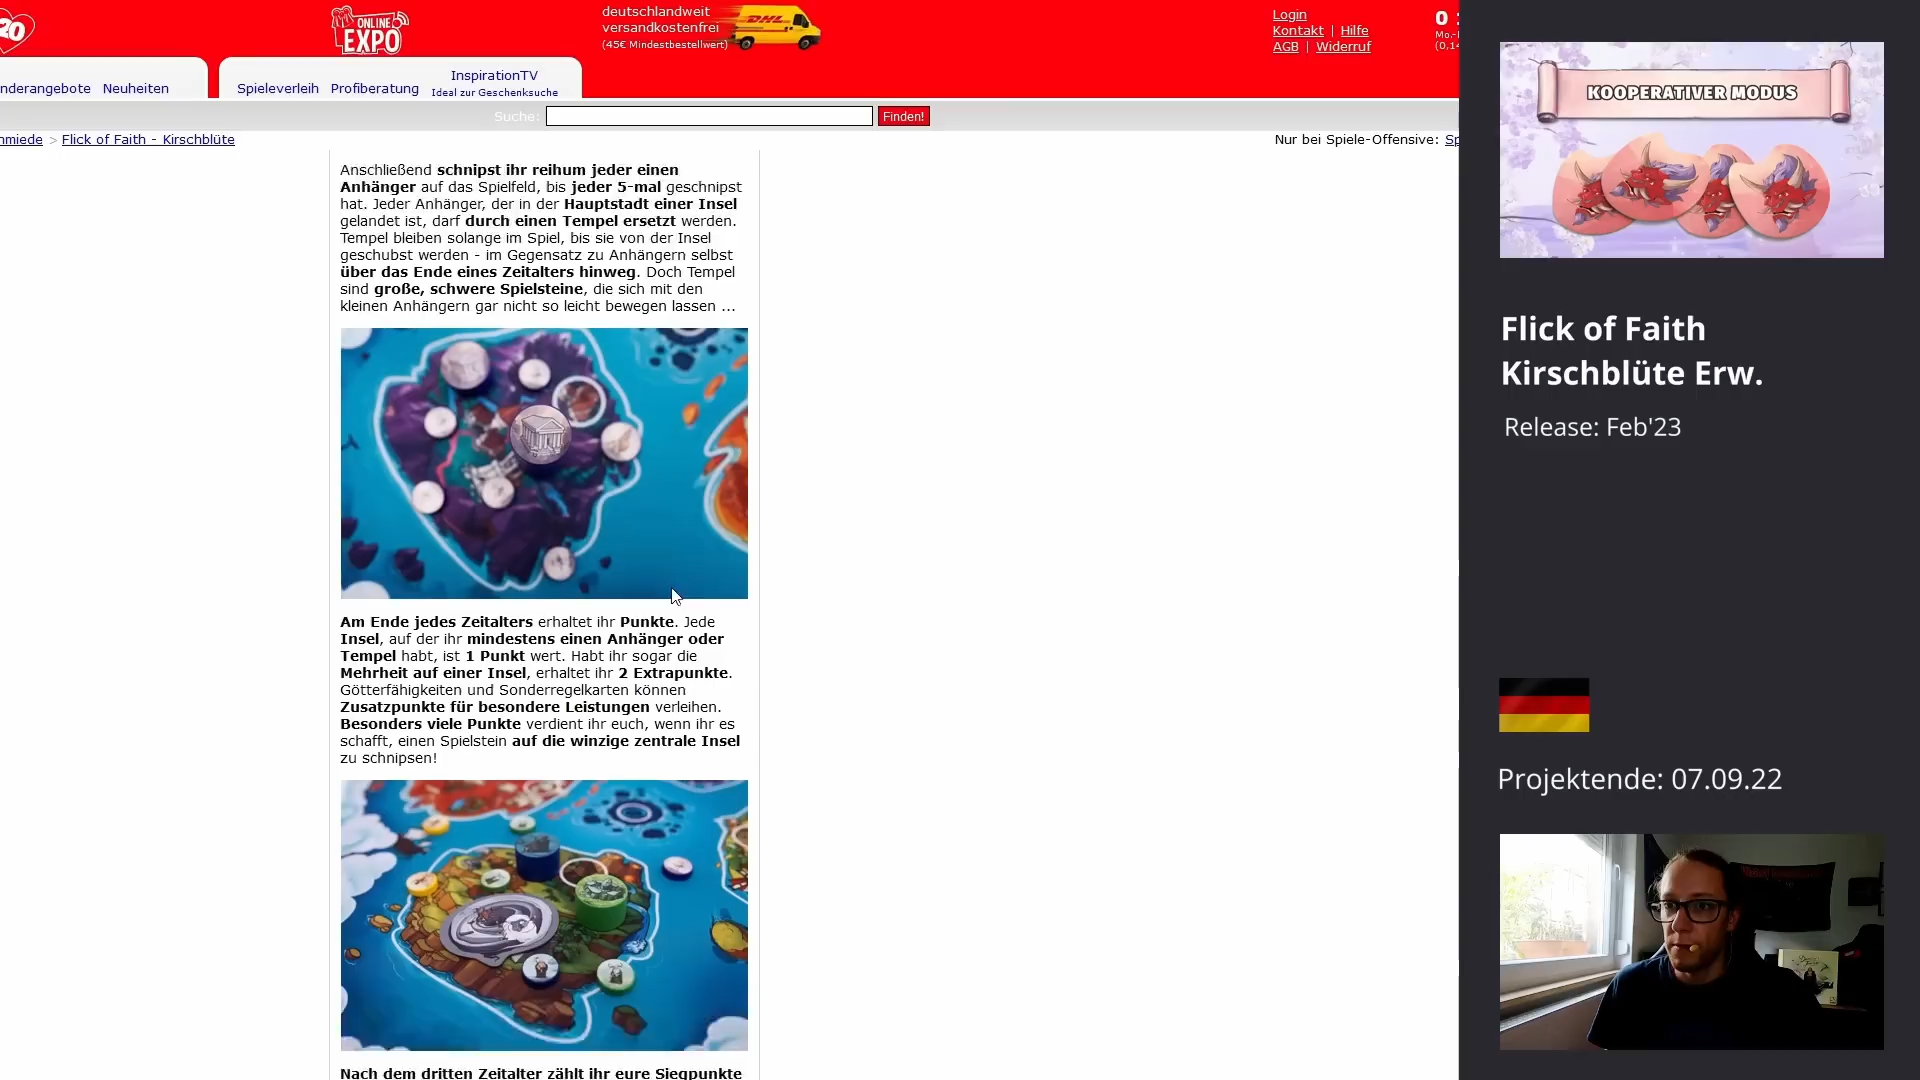 20
ONLINE
EXPO
deutschlandweit
versandkostenfrei
(45€ Mindestbestellwert)
DHL
Login
Kontakt | Hilfe
AGB | Widerruf
0
Mo.-
(0,14
nderangebote Neuheiten
Spieleverleih Profiberatung
InspirationTV
Ideal zur Geschenksuche
Suche:
Finden!
hmiede > Flick of Faith - Kirschblüte
Nur bei Spiele-Offensive: Sp
Anschließend schnipst ihr reihum jeder einen
Anhänger auf das Spielfeld, bis jeder 5-mal geschnipst
hat. Jeder Anhänger, der in der Hauptstadt einer Insel
gelandet ist, darf durch einen Tempel ersetzt werden.
Tempel bleiben solange im Spiel, bis sie von der Insel
geschubst werden - im Gegensatz zu Anhängern selbst
über das Ende eines Zeitalters hinweg. Doch Tempel
sind große, schwere Spielsteine, die sich mit den
kleinen Anhängern gar nicht so leicht bewegen lassen ...
Am Ende jedes Zeitalters erhaltet ihr Punkte. Jede
Insel, auf der ihr mindestens einen Anhänger oder
Tempel habt, ist 1 Punkt wert. Habt ihr sogar die
Mehrheit auf einer Insel, erhaltet ihr 2 Extrapunkte.
Götterfähigkeiten und Sonderregelkarten können
Zusatzpunkte für besondere Leistungen verleihen.
Besonders viele Punkte verdient ihr euch, wenn ihr es
schafft, einen Spielstein auf die winzige zentrale Insel
zu schnipsen!
Nach dem dritten Zeitalter zählt ihr eure Siegpunkte
KOOPERATIVER MODUS
Flick of Faith
Kirschblüte Erw.
Release: Feb'23
Projektende: 07.09.22